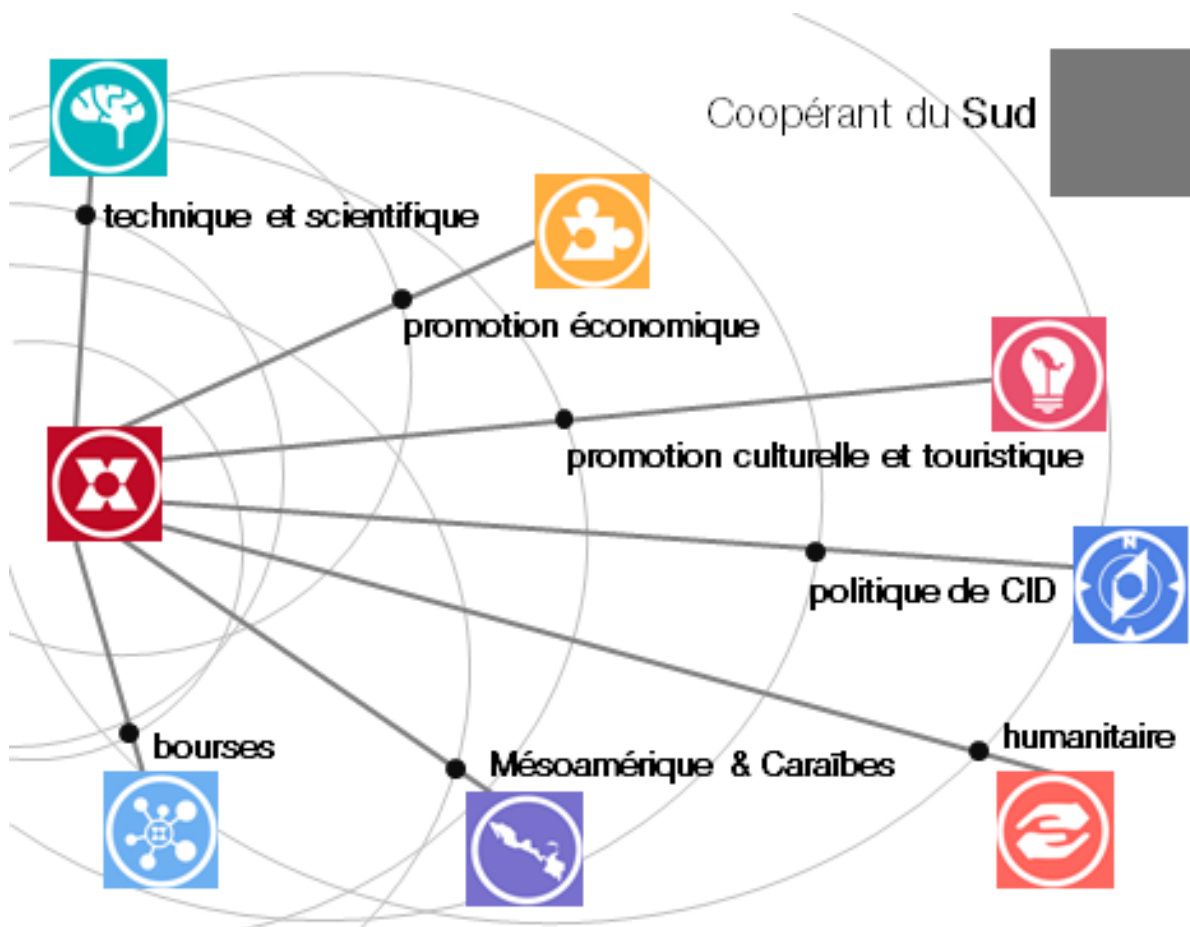 Coopérant du Sud
technique et scientifique
promotion économique
promotion culturelle et touristique
N
politique de CID
humanitaire
bourses
Mésoamérique & Caraïbes